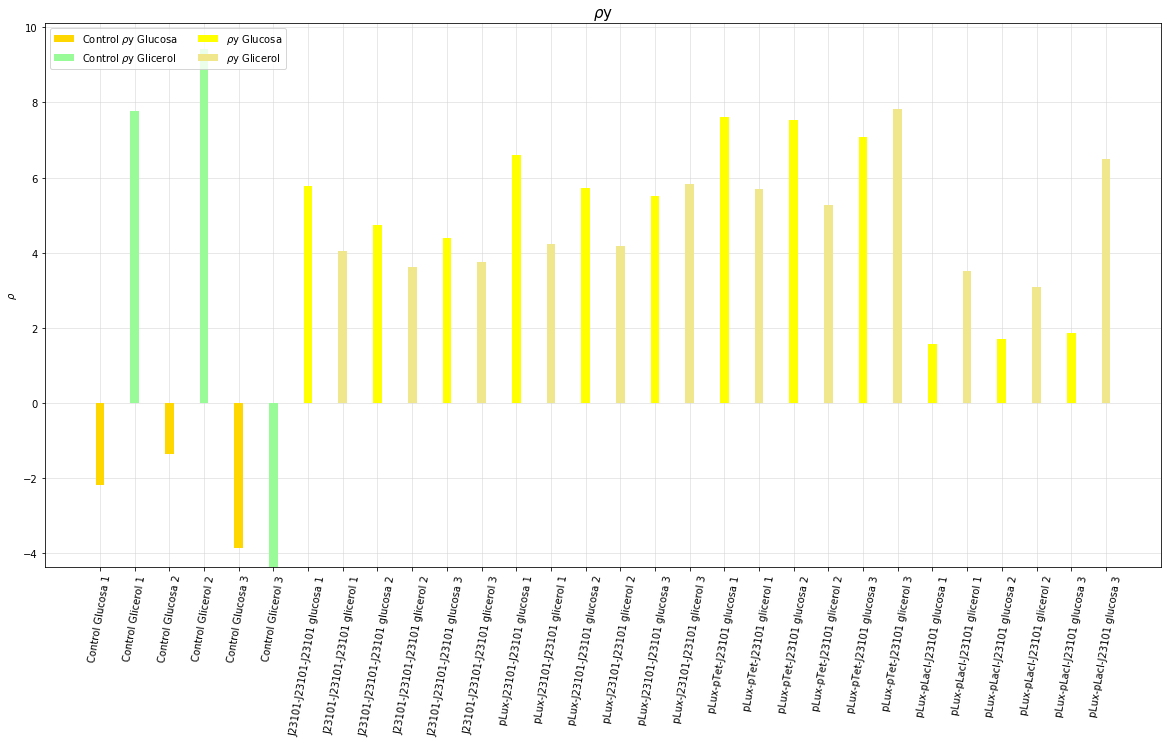 ρy
Control ρy Glucosa
Control ρy Glicerol
ρy Glucosa
ρy Glicerol
10
8
6
4
2
0
−2
−4
ρ
Control Glucosa 1
Control Glicerol 1
Control Glucosa 2
Control Glicerol 2
Control Glucosa 3
Control Glicerol 3
J23101-J23101 glucosa 1
J23101-J23101 glicerol 1
J23101-J23101 glucosa 2
J23101-J23101 glicerol 2
J23101-J23101 glucosa 3
J23101-J23101 glicerol 3
pLux-J23101-J23101 glucosa 1
pLux-J23101-J23101 glicerol 1
pLux-J23101-J23101 glucosa 2
pLux-J23101-J23101 glicerol 2
pLux-J23101-J23101 glucosa 3
pLux-J23101-J23101 glicerol 3
pLux-pTet-J23101 glucosa 1
pLux-pTet-J23101 glicerol 1
pLux-pTet-J23101 glucosa 2
pLux-pTet-J23101 glicerol 2
pLux-pTet-J23101 glucosa 3
pLux-pTet-J23101 glicerol 3
pLux-pLacI-J23101 glucosa 1
pLux-pLacI-J23101 glicerol 1
pLux-pLacI-J23101 glucosa 2
pLux-pLacI-J23101 glicerol 2
pLux-pLacI-J23101 glucosa 3
pLux-pLacI-J23101 glucosa 3